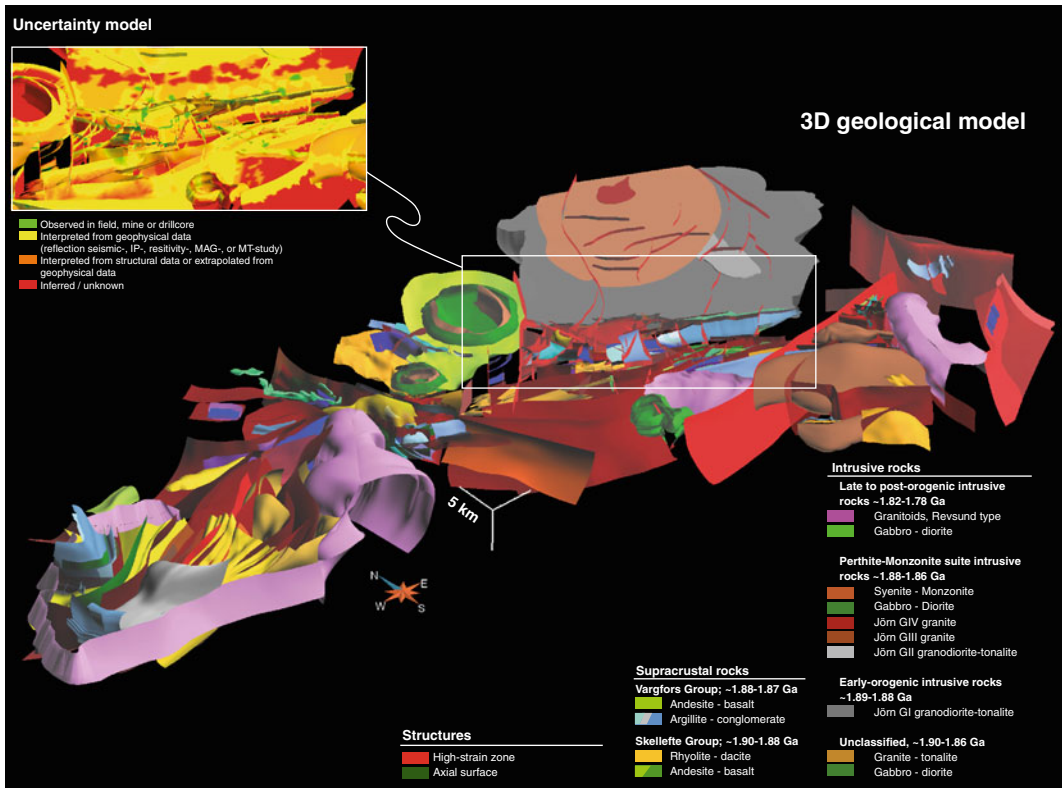 Uncertainty model
Observed in field, mine or drillcore
Interpreted from geophysical data
(reflection seismic-, IP-, resitivity-, MAG-, or MT-study)
Interpreted from structural data or extrapolated from
geophysical data
Inferred / unknown
3D geological model
5 km
N
E
W
S
Structures
High-strain zone
Axial surface
Supracrustal rocks
Vargfors Group; ~1.88-1.87 Ga
Andesite - basalt
Argillite - conglomerate
Skellefte Group; ~1.90-1.88 Ga
Rhyolite - dacite
Andesite - basalt
Intrusive rocks
Late to post-orogenic intrusive
rocks ~1.82-1.78 Ga
Granitoids, Revsund type
Gabbro - diorite
Perthite-Monzonite suite intrusive
rocks ~1.88-1.86 Ga
Syenite - Monzonite
Gabbro - Diorite
Jörn GIV granite
Jörn GIII granite
Jörn GII granodiorite-tonalite
Early-orogenic intrusive rocks
~1.89-1.88 Ga
Jörn GI granodiorite-tonalite
Unclassified, ~1.90-1.86 Ga
Granite - tonalite
Gabbro - diorite